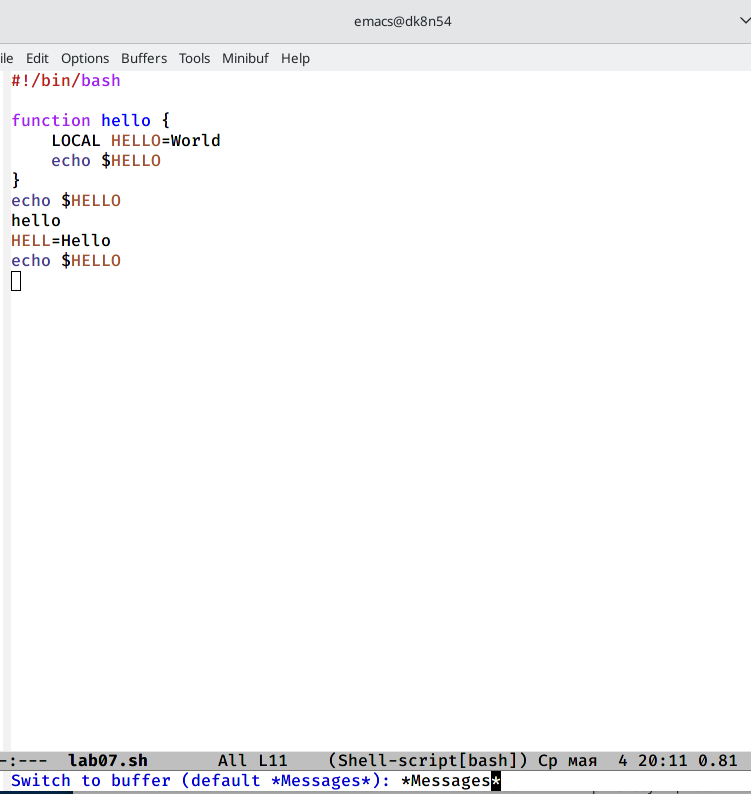 emacs@dk8n54
ile Edit Options Buffers Tools Minibuf Help
#!/bin/bash
function hello {
LOCAL HELLO=World
echo $HELLO
}
echo $HELLO
hello
HELL=Hello
echo $HELLO
-:--- lab07.sh All L11 (Shell-script[bash]) Ср мая 4 20:11 0.81
Switch to buffer (default *Messages*): *Messages*